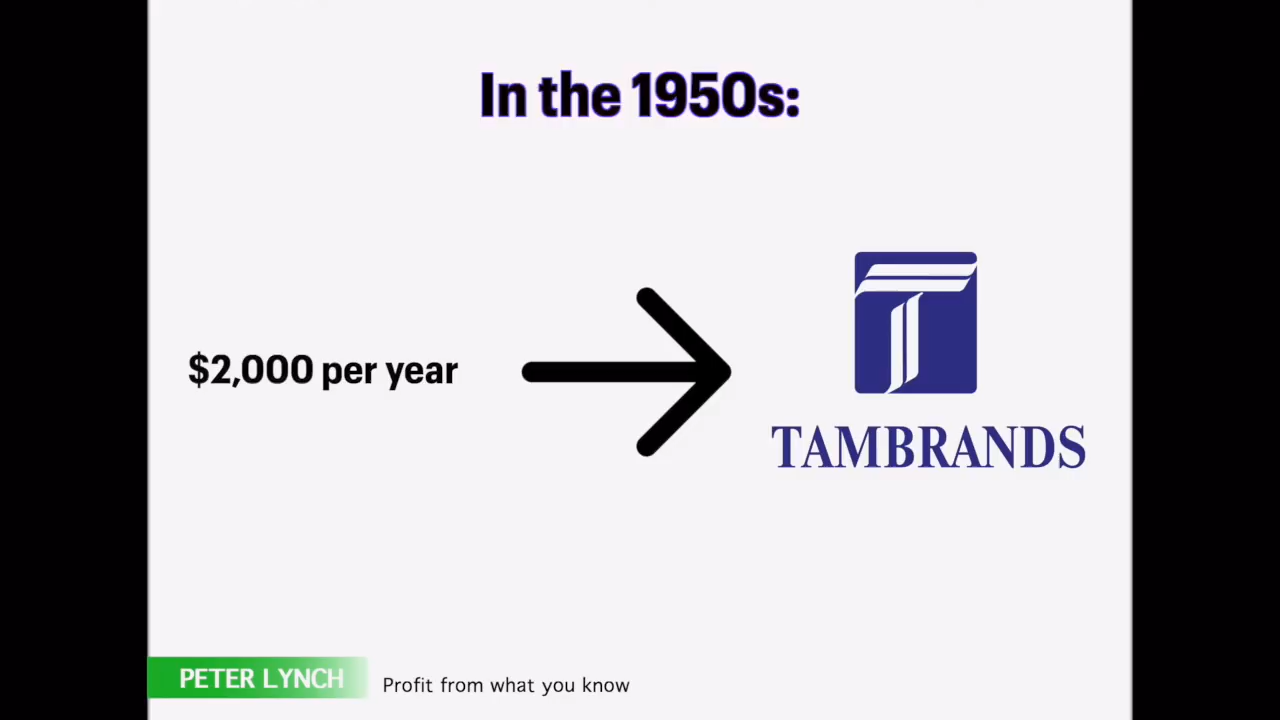 In the 1950s:
$2,000 per year
TAMBRANDS
PETER LYNCH
Profit from what you know